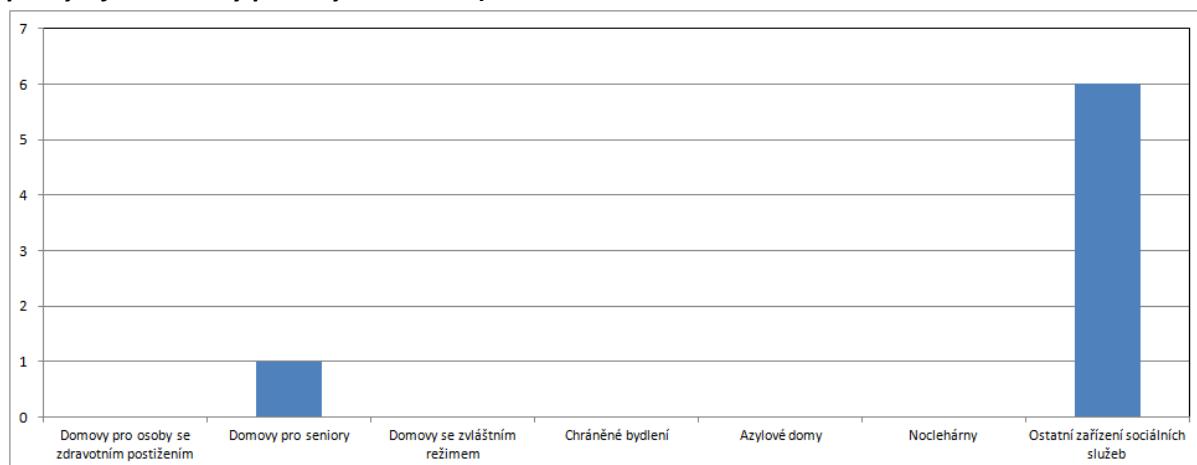 7
6
5
4
3
2
1
0
Domovy pro osoby se
zdravotním postižením
Domovy pro seniory
Domovy se zvláštním
režimem
Chráněné bydlení
Azylové domy
Noclehárny
Ostatní zařízení sociálních
služeb